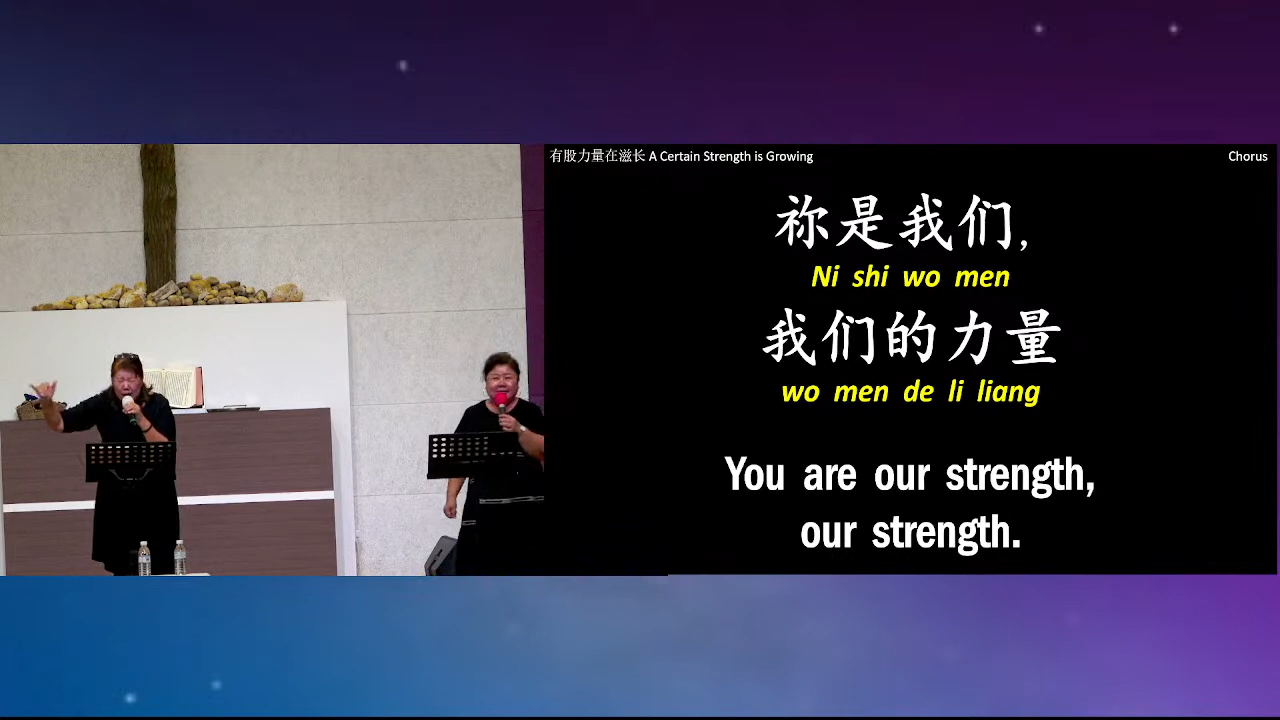 有股力量在滋长 A Certain Strength is Growing
Chorus
祢是我们,
Ni shi wo men
我们的力量
wo men de li liang
You are our strength,
our strength.